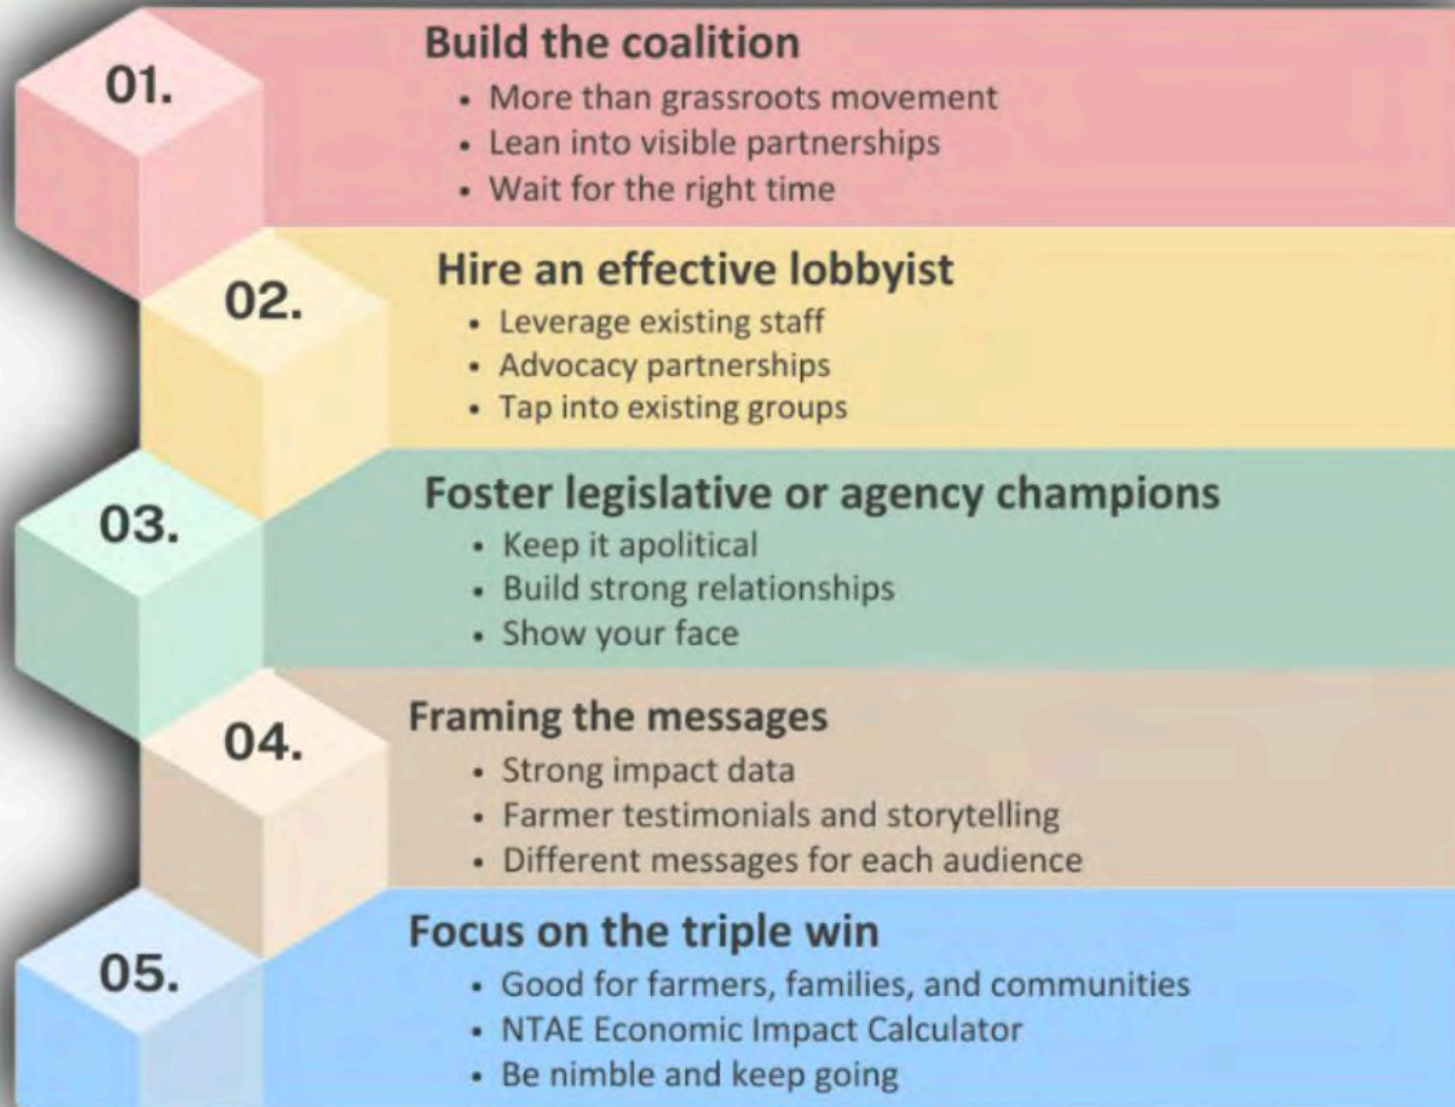 01.
Build the coalition
• More than grassroots movement
• Lean into visible partnerships
• Wait for the right time
02.
Hire an effective lobbyist
• Leverage existing staff
• Advocacy partnerships
• Tap into existing groups
03.
Foster legislative or agency champions
• Keep it apolitical
• Build strong relationships
• Show your face
04.
Framing the messages
• Strong impact data
• Farmer testimonials and storytelling
• Different messages for each audience
05.
Focus on the triple win
• Good for farmers, families, and communities
• NTAE Economic Impact Calculator
• Be nimble and keep going